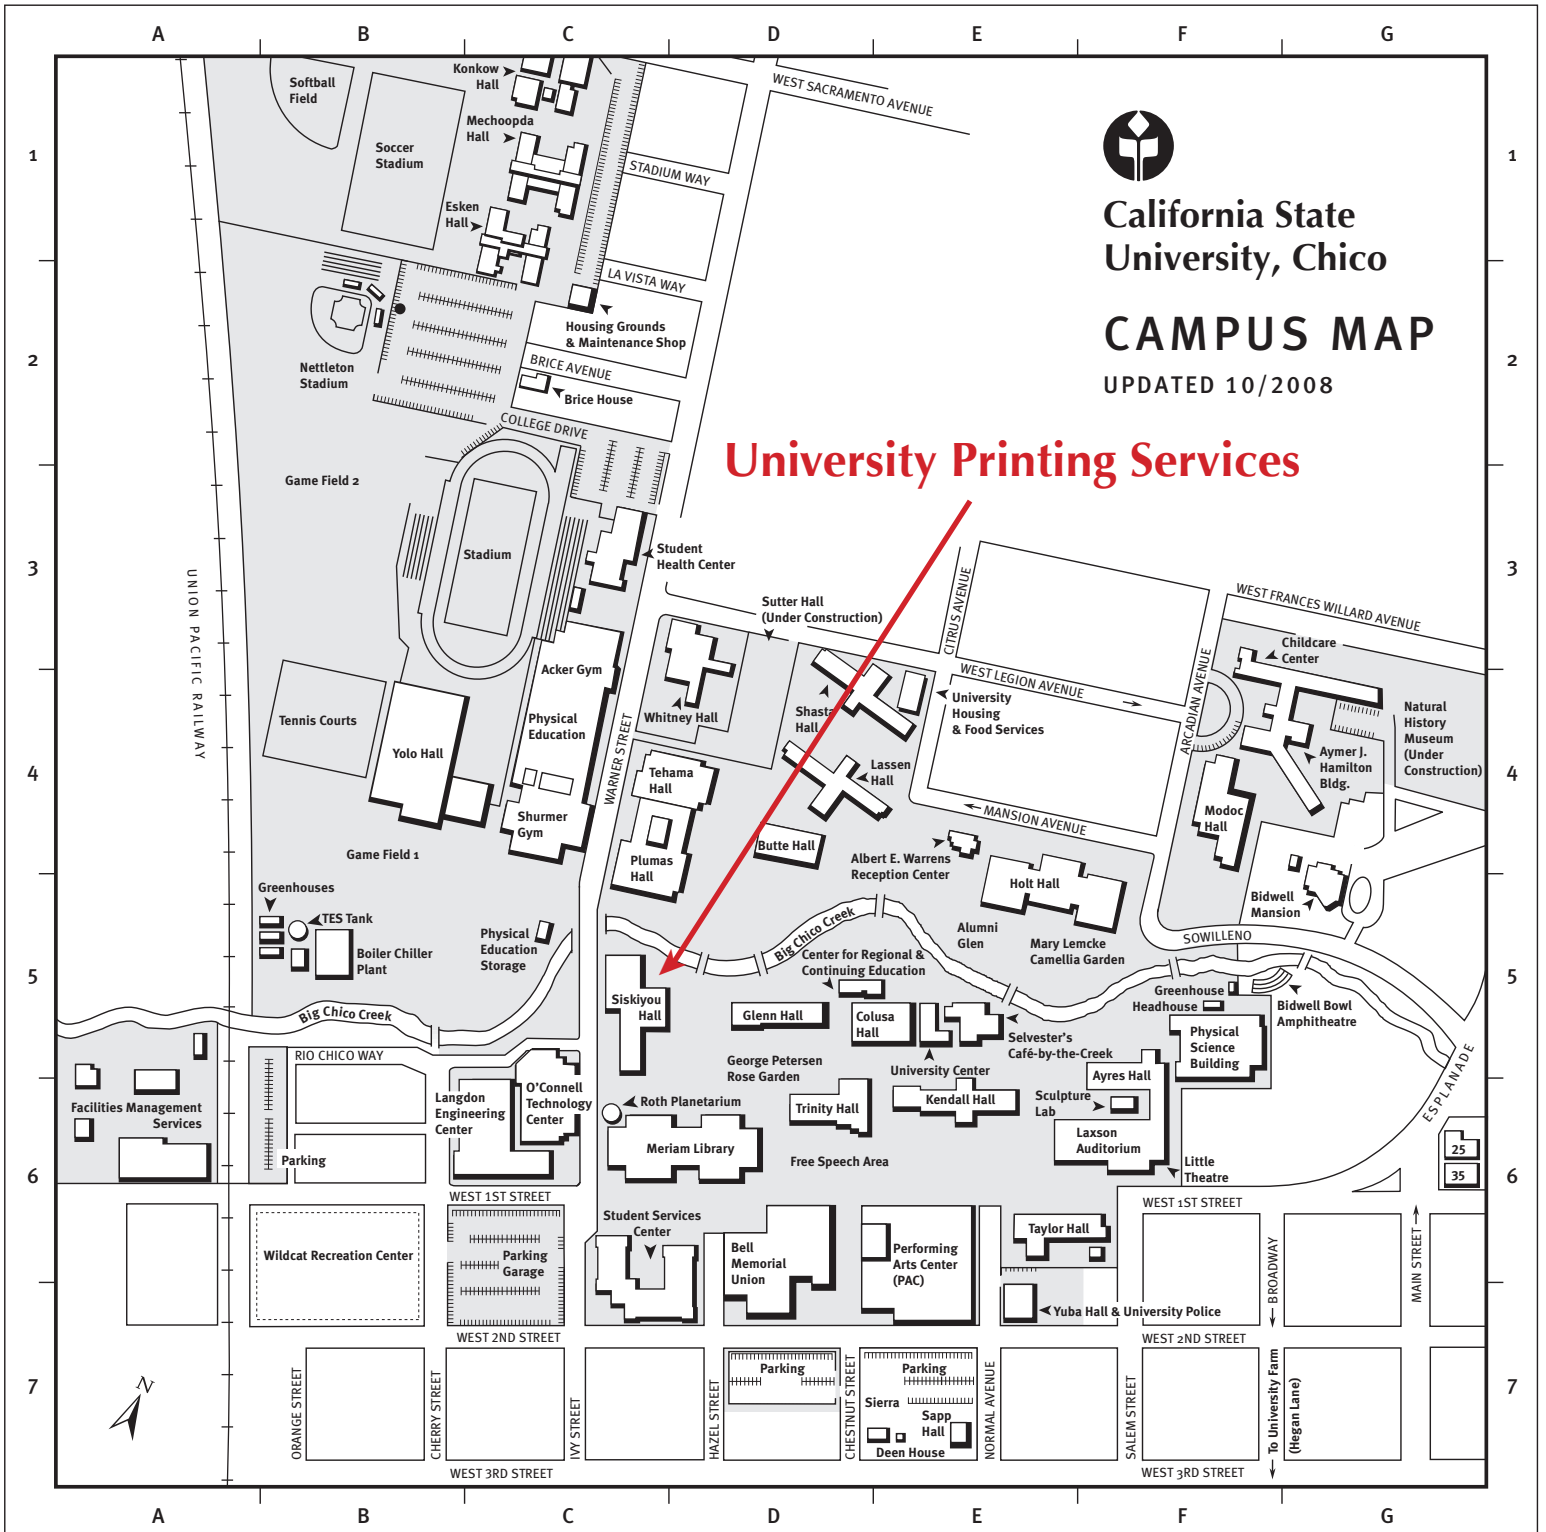 A B C D E F G
1
2
3
4
5
6
7
1
2
3
4
5
6
7
California State
University, Chico
CAMPUS MAP
UPDATED 10/2008
University Printing Services
Softball
Field
Soccer
Stadium
Konkow
Hall
Mechoopda
Hall
Esken
Hall
WEST SACRAMENTO AVENUE
STADIUM WAY
LA VISTA WAY
Housing Grounds
& Maintenance Shop
BRICE AVENUE
Brice House
COLLEGE DRIVE
Nettleton
Stadium
Game Field 2
Stadium
Student
Health Center
UNION PACIFIC RAILWAY
Sutter Hall
(Under Construction)
CITRUS AVENUE
WEST FRANCES WILLARD AVENUE
Childcare
Center
Acker Gym
Physical
Education
Tennis Courts
Yolo Hall
Shurmer
Gym
WARNER STREET
Whitney Hall
Shasta
Hall
WEST LEGION AVENUE
University
Housing
& Food Services
ARCADIAN AVENUE
Natural
History
Museum
(Under
Construction)
Aymer J.
Hamilton
Bldg.
Tehama
Hall
Lassen
Hall
MANSION AVENUE
Modoc
Hall
Butte Hall
Plumas
Hall
Albert E. Warrens
Reception Center
Holt Hall
Game Field 1
Greenhouses
TES Tank
Boiler Chiller
Plant
Physical
Education
Storage
Big Chico Creek
Alumni
Glen
Mary Lemcke
Camellia Garden
Bidwell
Mansion
SOWILLENO
Center for Regional &
Continuing Education
Greenhouse
Headhouse
Bidwell Bowl
Amphitheatre
Siskiyou
Hall
Glenn Hall
Colusa
Hall
Selvester's
Café-by-the-Creek
Physical
Science
Building
Big Chico Creek
RIO CHICO WAY
George Petersen
Rose Garden
University Center
Ayres Hall
ESPLANADE
Facilities Management
Services
Langdon
Engineering
Center
O'Connell
Technology
Center
Roth Planetarium
Trinity Hall
Kendall Hall
Sculpture
Lab
Meriam Library
Laxson
Auditorium
Parking
Free Speech Area
Little
Theatre
25
35
WEST 1ST STREET
WEST 1ST STREET
Student Services
Center
Wildcat Recreation Center
Parking
Garage
Bell
Memorial
Union
Performing
Arts Center
(PAC)
Taylor Hall
BROADWAY
MAIN STREET
Yuba Hall & University Police
WEST 2ND STREET
WEST 2ND STREET
N
ORANGE STREET
CHERRY STREET
IVY STREET
HAZEL STREET
Parking
CHESTNUT STREET
Parking
Sierra
Sapp
Hall
Deen House
NORMAL AVENUE
SALEM STREET
To University Farm
(Hegan Lane)
WEST 3RD STREET
WEST 3RD STREET
A B C D E F G